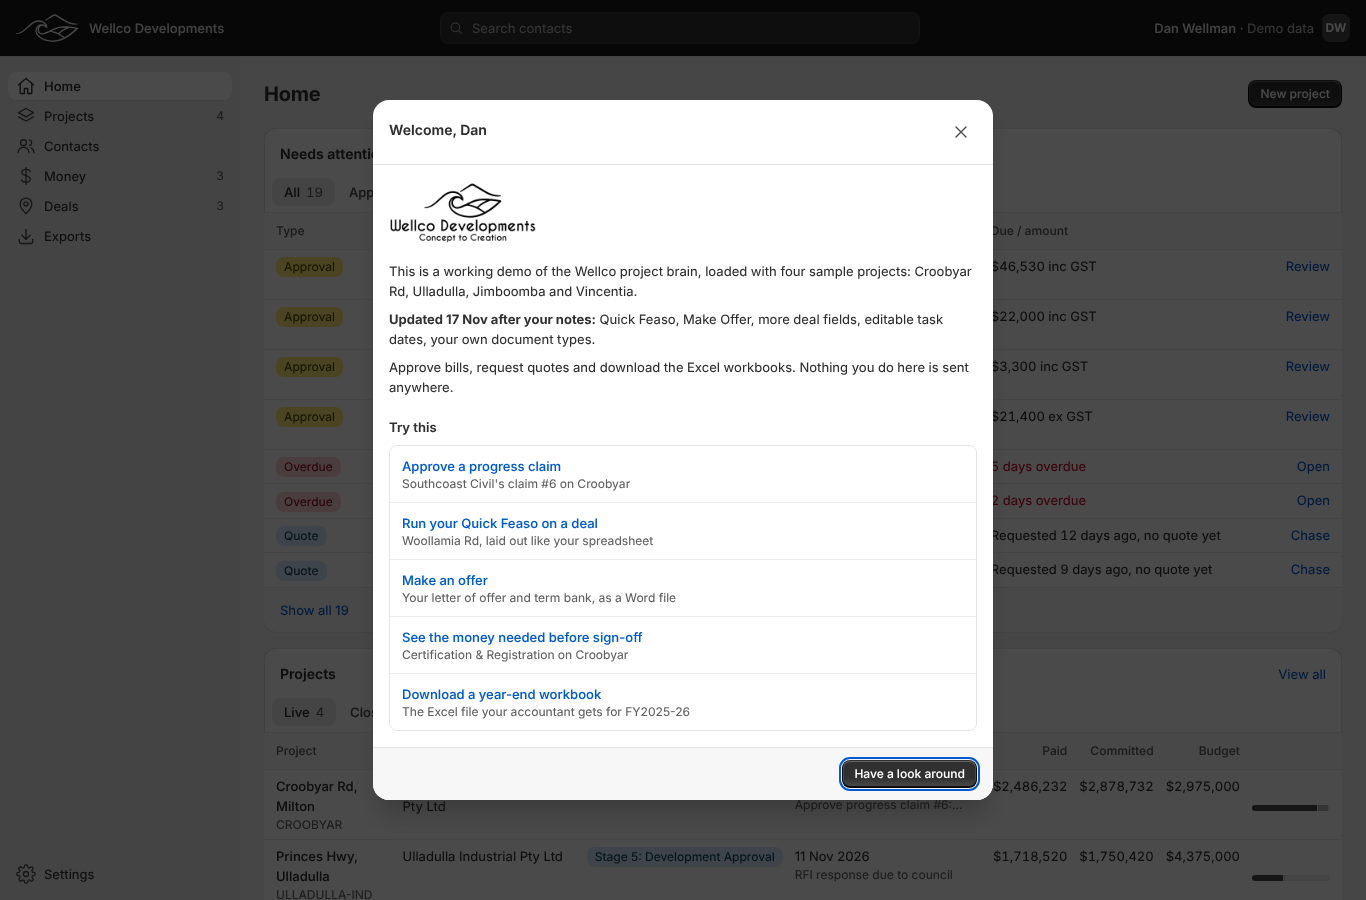 Wellco Developments
Search contacts
Dan Wellman · Demo data
DW
Home
Projects 4
Contacts
Money 3
Deals 3
Exports
Settings
Home
New project
Needs
All 19
Type
Due / amount
Approval
$46,530 inc GST
Review
Approval
$22,000 inc GST
Review
Approval
$3,300 inc GST
Review
Approval
$21,400 ex GST
Review
Overdue
5 days overdue
Open
Overdue
2 days overdue
Open
Quote
Requested 12 days ago, no quote yet
Chase
Quote
Requested 9 days ago, no quote yet
Chase
Show all 19
Projects
View all
Live 4
Project
Paid
Committed
Budget
Croobyar Rd,
Milton
CROOBYAR
Pty Ltd
Approve progress claim #6:...
$2,486,232
$2,878,732
$2,975,000
Princes Hwy,
Ulladulla
ULLADULLA-IND
Ulladulla Industrial Pty Ltd
Stage 5: Development Approval
11 Nov 2026
RFI response due to council
$1,718,520
$1,750,420
$4,375,000
Welcome, Dan
Wellco Developments
Concept to Creation
This is a working demo of the Wellco project brain, loaded with four sample projects: Croobyar
Rd, Ulladulla, Jimboomba and Vincentia.
Updated 17 Nov after your notes: Quick Feaso, Make Offer, more deal fields, editable task
dates, your own document types.
Approve bills, request quotes and download the Excel workbooks. Nothing you do here is sent
anywhere.
Try this
Approve a progress claim
Southcoast Civil's claim #6 on Croobyar
Run your Quick Feaso on a deal
Woollamia Rd, laid out like your spreadsheet
Make an offer
Your letter of offer and term bank, as a Word file
See the money needed before sign-off
Certification & Registration on Croobyar
Download a year-end workbook
The Excel file your accountant gets for FY2025-26
Have a look around